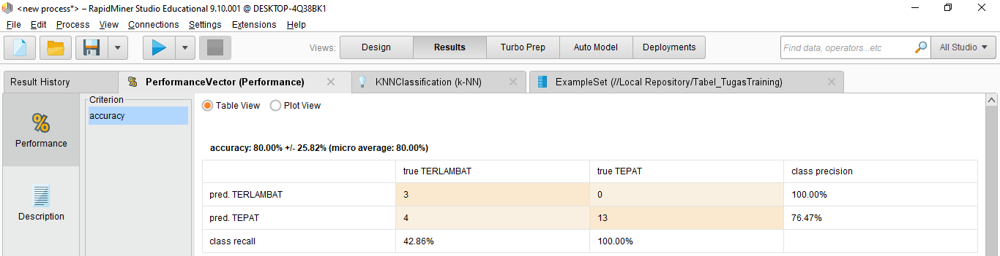 <new process*> – RapidMiner Studio Educational 9.10.001 @ DESKTOP-4Q38BK1
File Edit Process View Connections Settings Extensions Help
Views: Design Results Turbo Prep Auto Model Deployments Find data, operators...etc All Studio
Result History % PerformanceVector (Performance) KNNClassification (k-NN) ExampleSet (//Local Repository/Tabel_TugasTraining)
Criterion
accuracy
Table View Plot View
%
Performance
Description
accuracy: 80.00% +/- 25.82% (micro average: 80.00%)
true TERLAMBAT true TEPAT class precision
pred. TERLAMBAT 3 0 100.00%
pred. TEPAT 4 13 76.47%
class recall 42.86% 100.00%